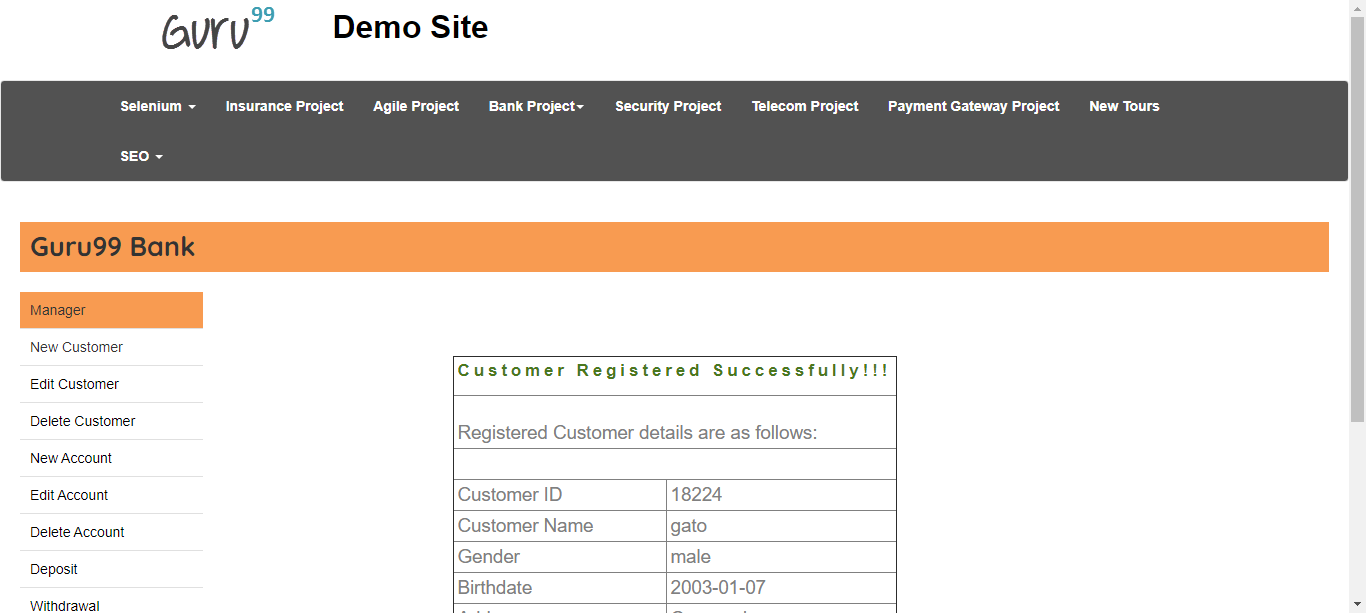 Guru99 Demo Site
Selenium Insurance Project Agile Project Bank Project Security Project Telecom Project Payment Gateway Project New Tours
SEO
Guru99 Bank
Manager
New Customer
Edit Customer
Delete Customer
New Account
Edit Account
Delete Account
Deposit
Withdrawal
Customer Registered Successfully!!!
Registered Customer details are as follows:
Customer ID 18224
Customer Name gato
Gender male
Birthdate 2003-01-07